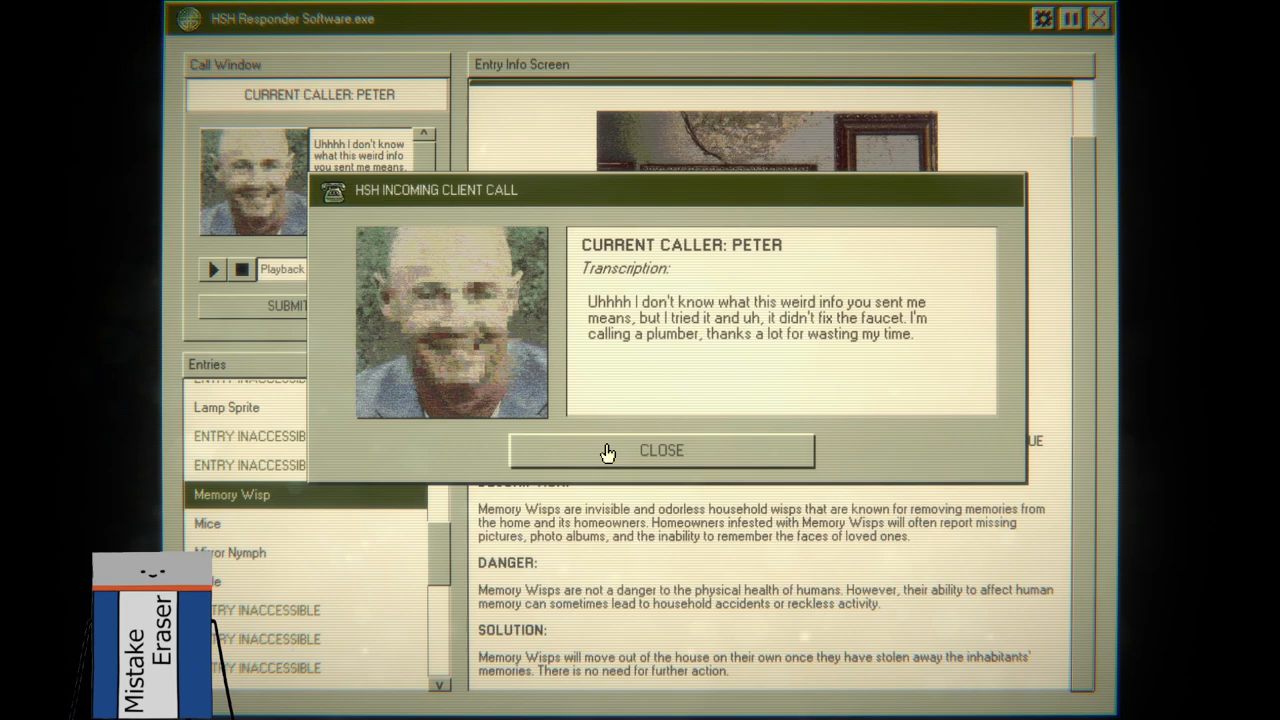 HSH Responder Software.exe
Call Window
CURRENT CALLER: PETER
Uhhhh I don't know
what this weird info
you sent me means,
Playback
SUBMIT
Entry Info Screen
HSH INCOMING CLIENT CALL
CURRENT CALLER: PETER
Transcription:
Uhhhh I don't know what this weird info you sent me
means, but I tried it and uh, it didn't fix the faucet. I'm
calling a plumber, thanks a lot for wasting my time.
CLOSE
Entries
Lamp Sprite
ENTRY INACCESSIB
ENTRY INACCESSIB
Memory Wisp
Mice
Mirror Nymph
ENTRY INACCESSIBLE
ENTRY INACCESSIBLE
ENTRY INACCESSIBLE
UE
Memory Wisps are invisible and odorless household wisps that are known for removing memories from
the home and its homeowners. Homeowners infested with Memory Wisps will often report missing
pictures, photo albums, and the inability to remember the faces of loved ones.
DANGER:
Memory Wisps are not a danger to the physical health of humans. However, their ability to affect human
memory can sometimes lead to household accidents or reckless activity.
SOLUTION:
Memory Wisps will move out of the house on their own once they have stolen away the inhabitants'
memories. There is no need for further action.
Mistake
Eraser